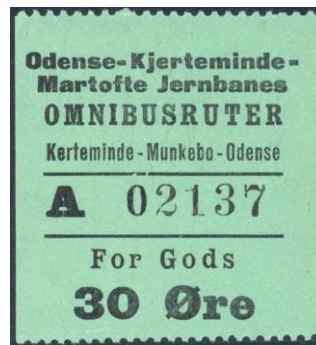 Odense-Kjerteminde-
Martofte Jernbanes
OMNIBUSRUTER
Kerteminde-Munkebo-Odense
A 02137
For Gods
30 Øre